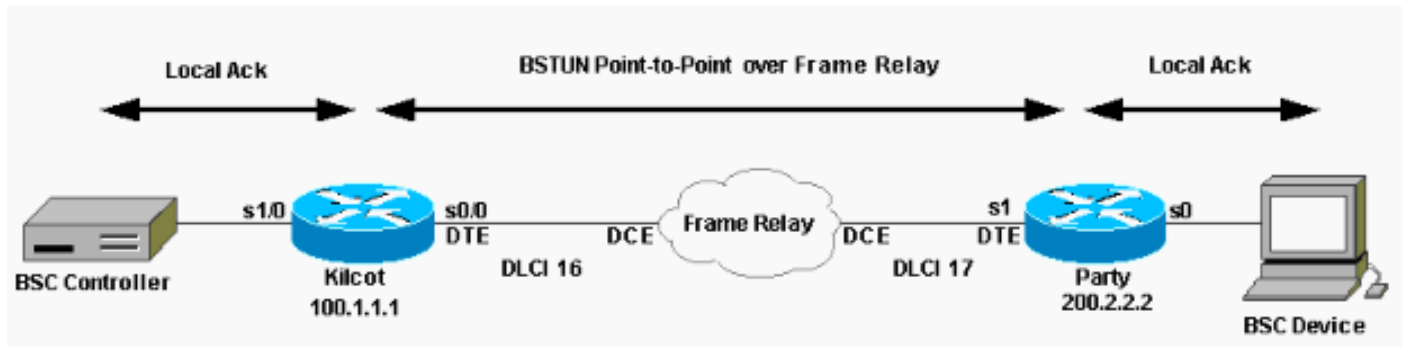 Local Ack
BSTUN Point-to-Point over Frame Relay
Local Ack
s1/0
s0/0
DTE
DCE
Frame Relay
DCE
s1
DTE
s0
DLCI 16
DLCI 17
BSC Controller
Kilcot
100.1.1.1
Party
200.2.2.2
BSC Device